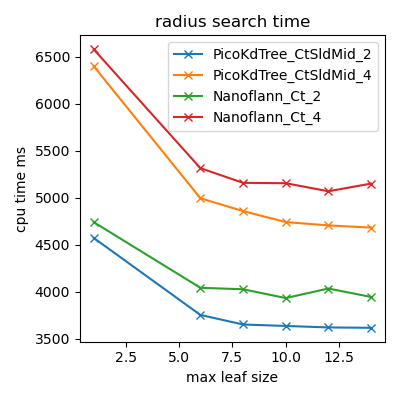 radius search time
PicoKdTree_CtSldMid_2
PicoKdTree_CtSldMid_4
Nanoflann_Ct_2
Nanoflann_Ct_4
cpu time ms
6500
6000
5500
5000
4500
4000
3500
2.5 5.0 7.5 10.0 12.5
max leaf size